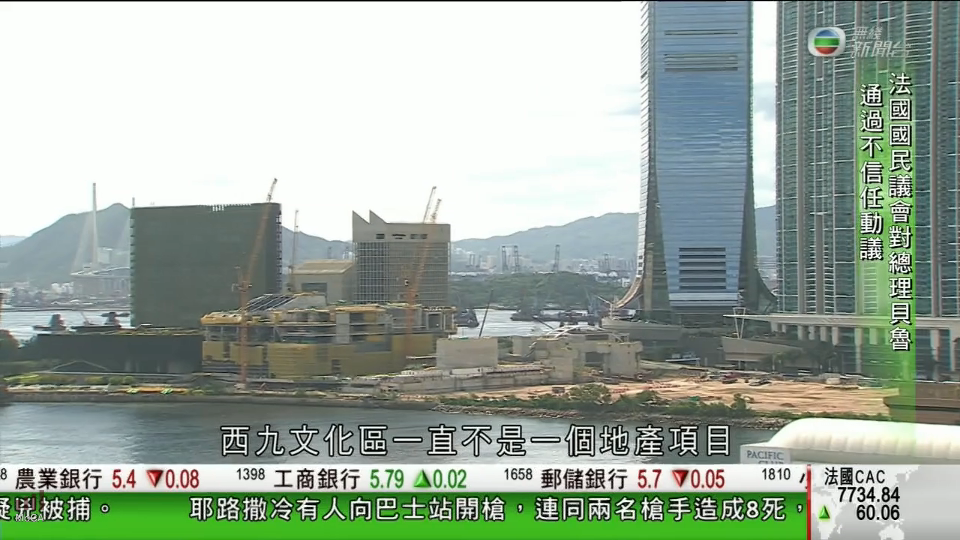 無綫
新聞台
法國國民議會對總理貝魯
通過不信任動議
西九文化區一直不是一個地產項目
PACIFIC
CLUB
8 農業銀行 5.4 ▼0.08 1398 工商銀行 5.79 ▲0.02 1658 郵儲銀行 5.7 ▼0.05 1810
法國CAC
7734.84
▲ 60.06
被捕。 耶路撒冷有人向巴士站開槍，連同兩名槍手造成8死，